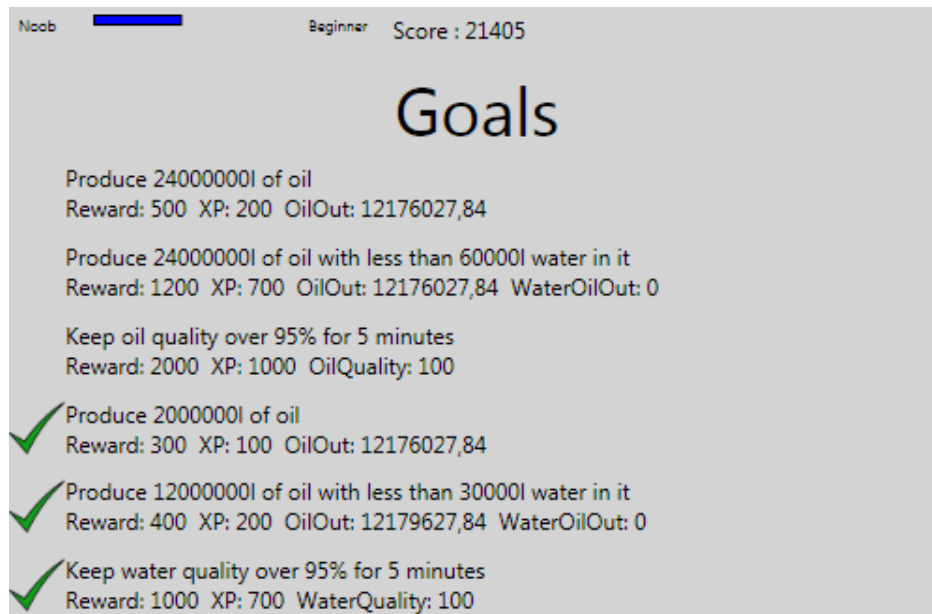 Noob Beginner Score : 21405
Goals
Produce 24000000l of oil
Reward: 500 XP: 200 OilOut: 12176027,84
Produce 24000000l of oil with less than 60000l water in it
Reward: 1200 XP: 700 OilOut: 12176027,84 WaterOilOut: 0
Keep oil quality over 95% for 5 minutes
Reward: 2000 XP: 1000 OilQuality: 100
Produce 2000000l of oil
Reward: 300 XP: 100 OilOut: 12176027,84
Produce 12000000l of oil with less than 30000l water in it
Reward: 400 XP: 200 OilOut: 12179627,84 WaterOilOut: 0
Keep water quality over 95% for 5 minutes
Reward: 1000 XP: 700 WaterQuality: 100